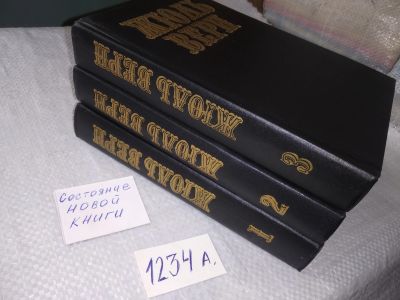 ЖЮЛЬ
ВЕРН
ЖЮЛЬ ВЕРН
3
ЖЮЛЬ ВЕРН
2
ЖЮЛЬ ВЕРН
1
Состояние
новой
книги
1234 А.